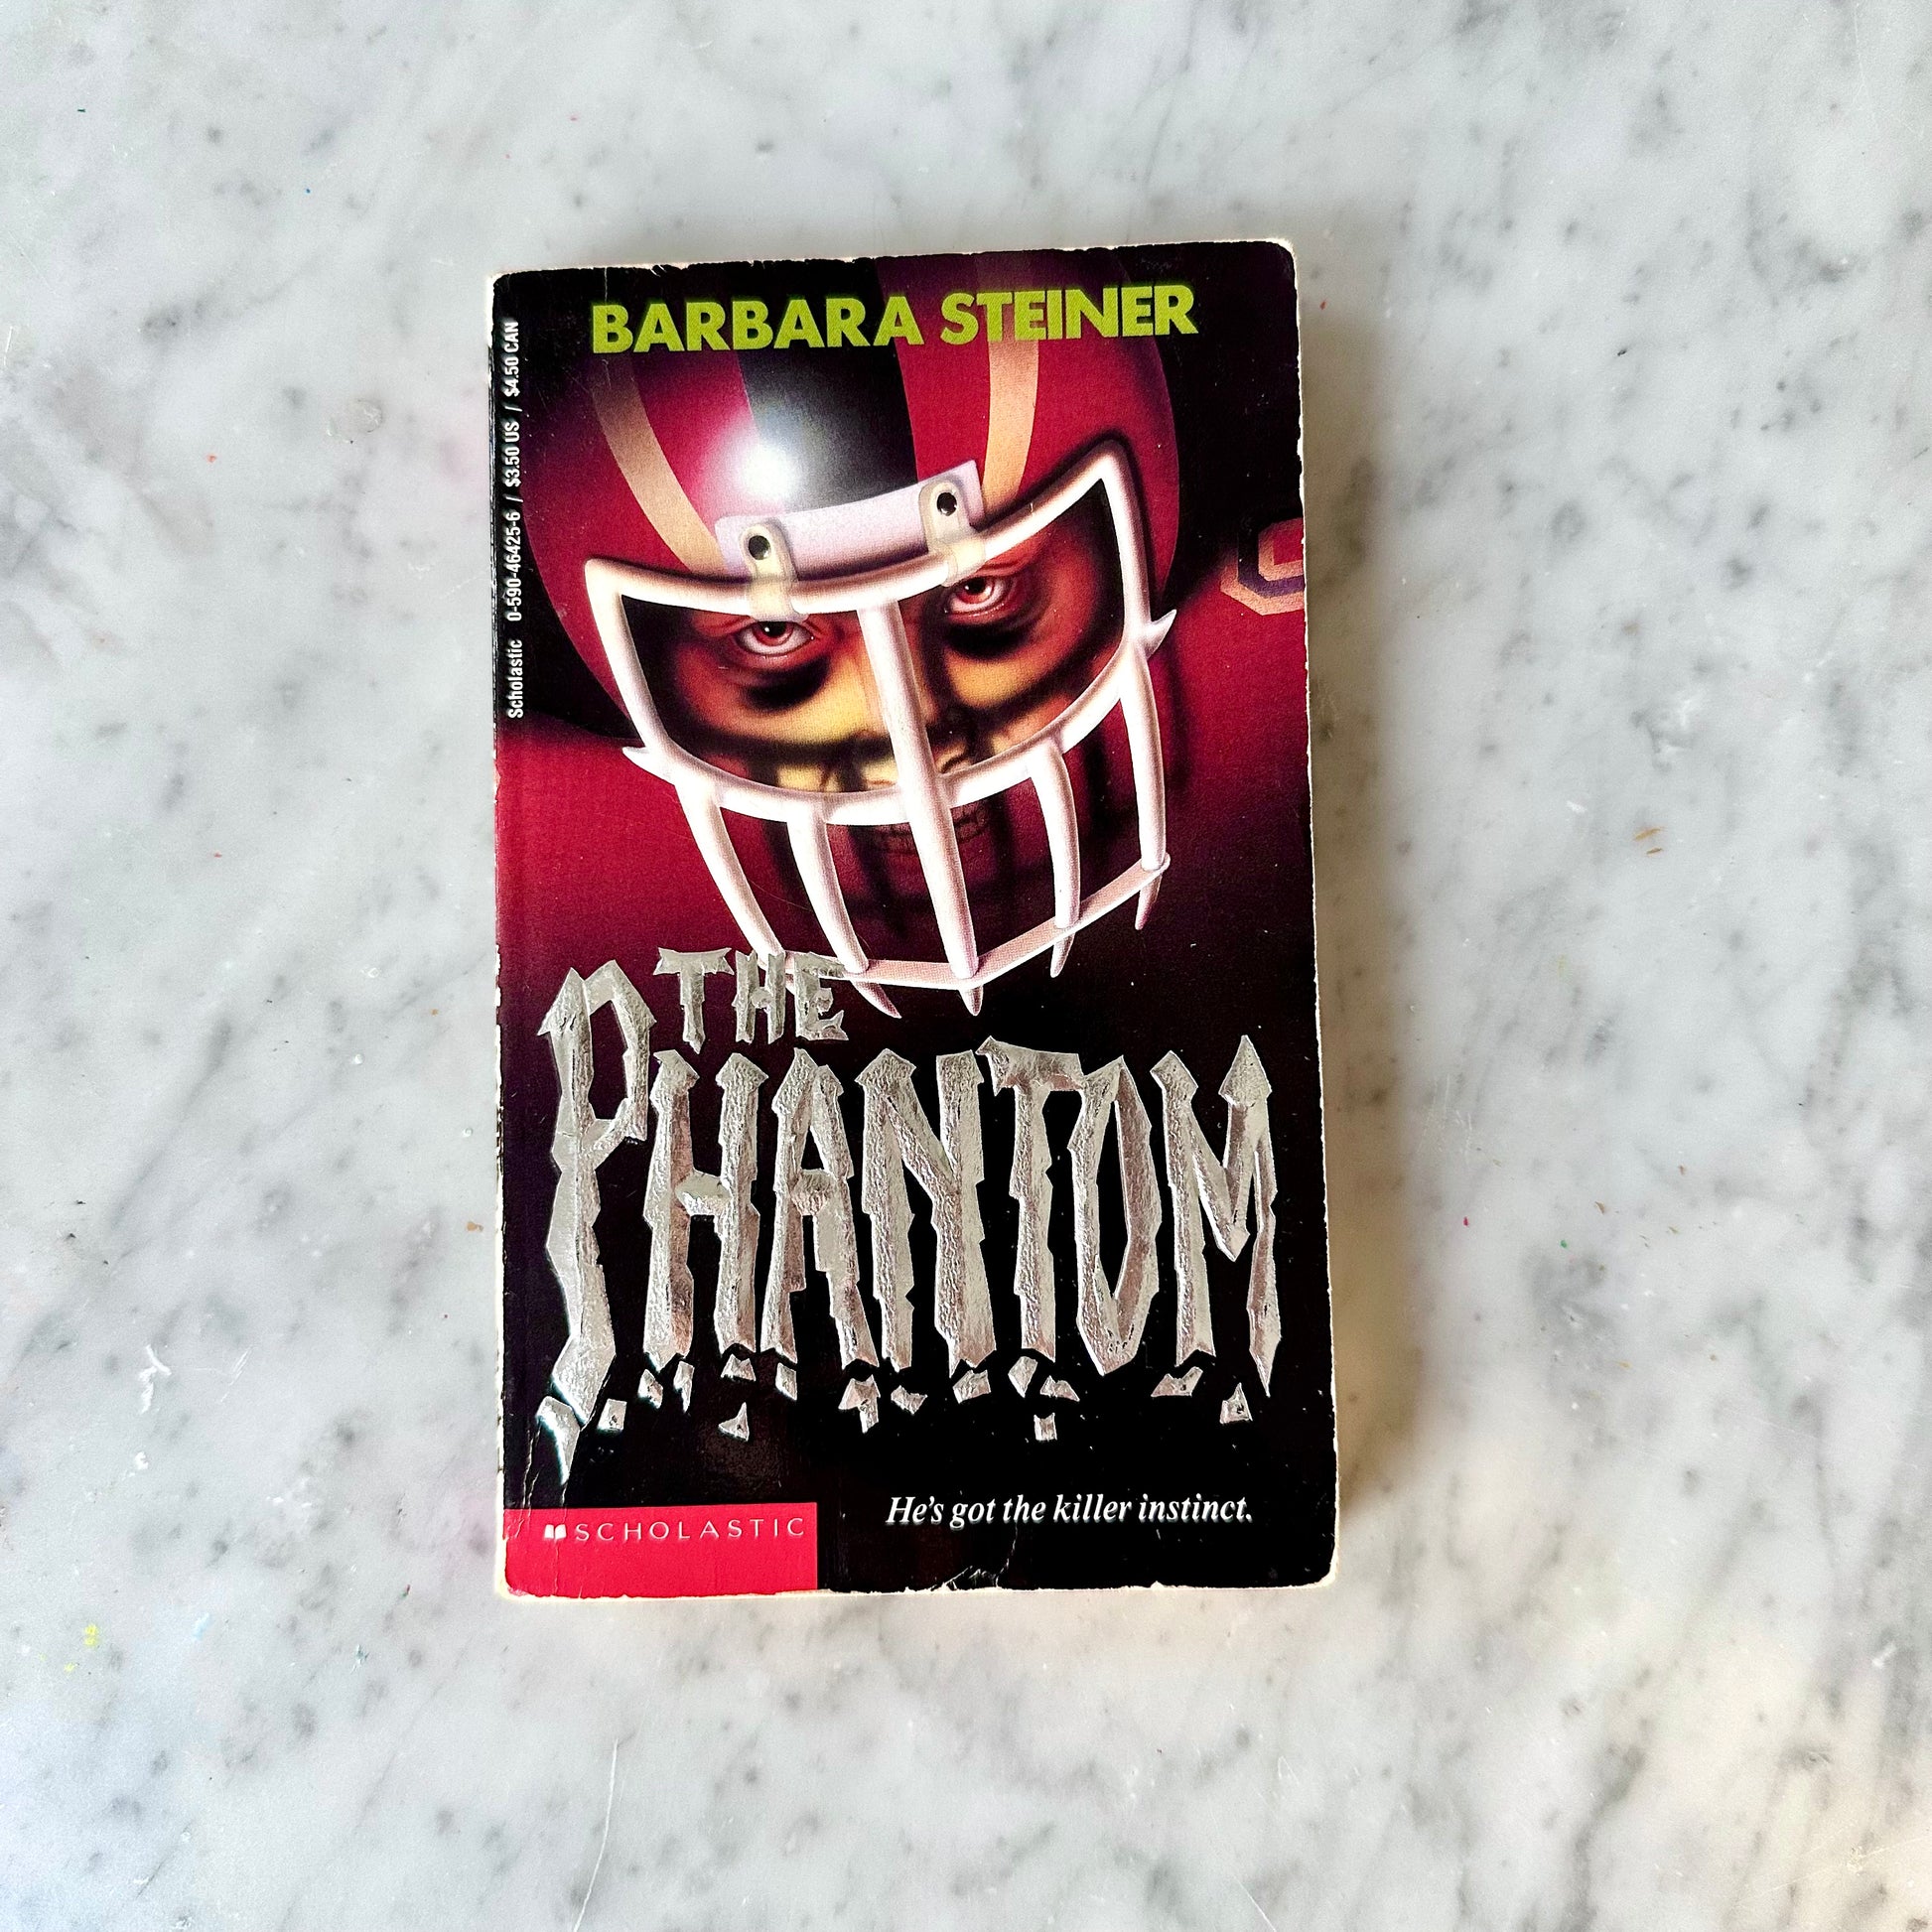 BARBARA STEINER
Scholastic 0-590-46425-6 / $3.50 US / $4.50 CAN
THE
PHANTOM
He's got the killer instinct.
SCHOLASTIC